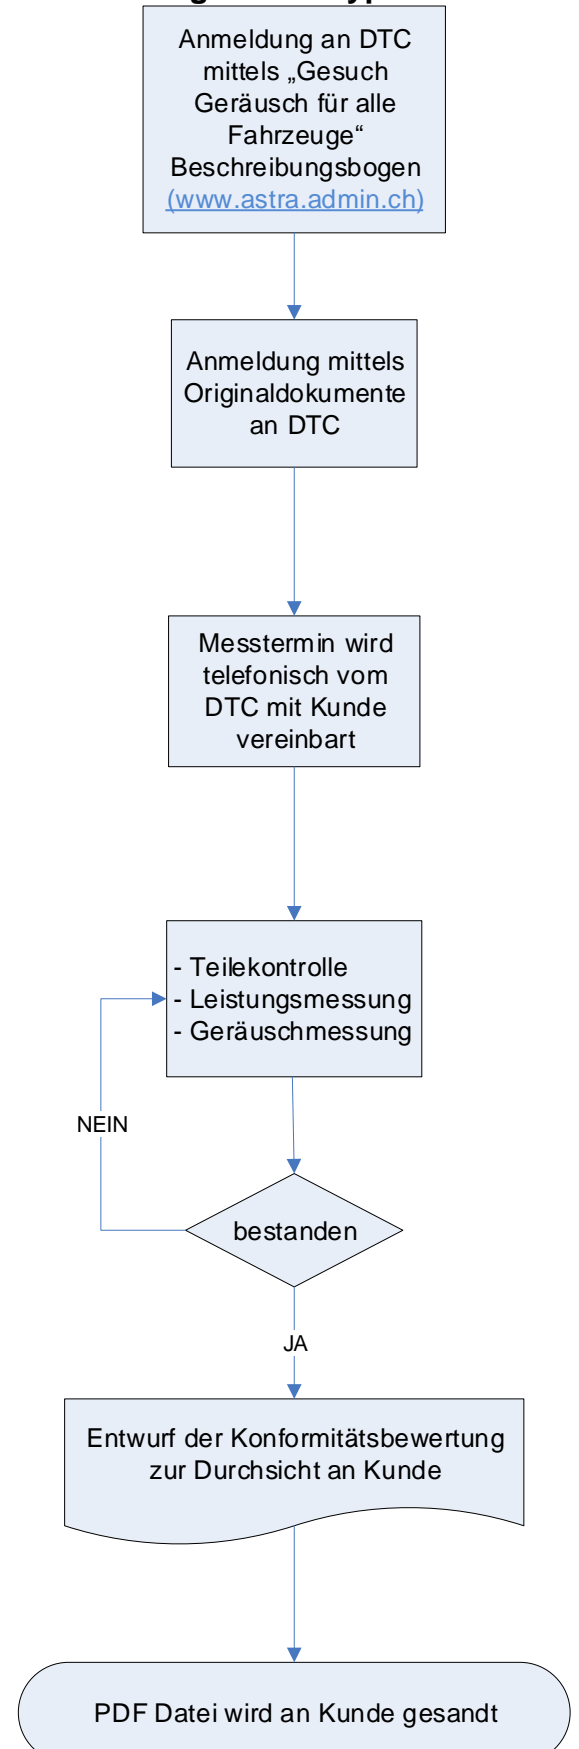 Anmeldung an DTC
mittels „Gesuch
Geräusch für alle
Fahrzeuge“
Beschreibungsbogen
(www.astra.admin.ch)
Anmeldung mittels
Originaldokumente
an DTC
Messtermin wird
telefonisch vom
DTC mit Kunde
vereinbart
- Teilekontrolle
- Leistungsmessung
- Geräuschmessung
NEIN
bestanden
JA
Entwurf der Konformitätsbewertung
zur Durchsicht an Kunde
PDF Datei wird an Kunde gesandt